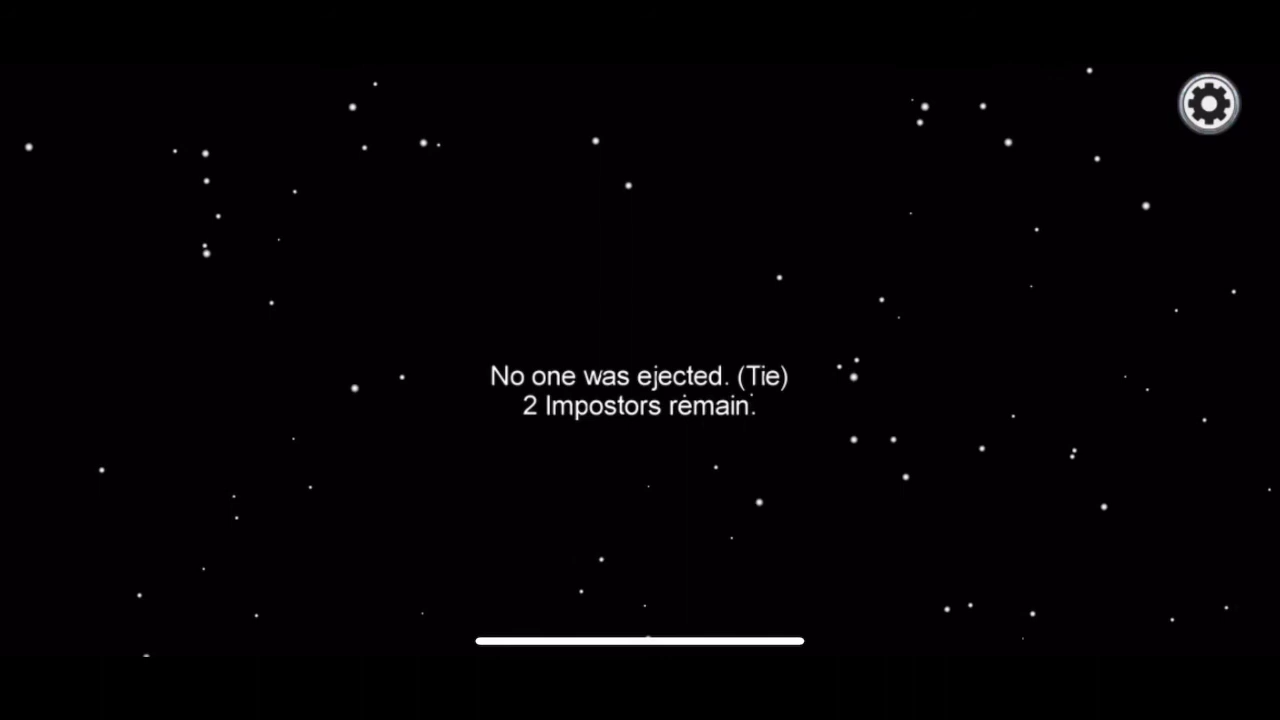 No one was ejected. (Tie)
2 Impostors remain.